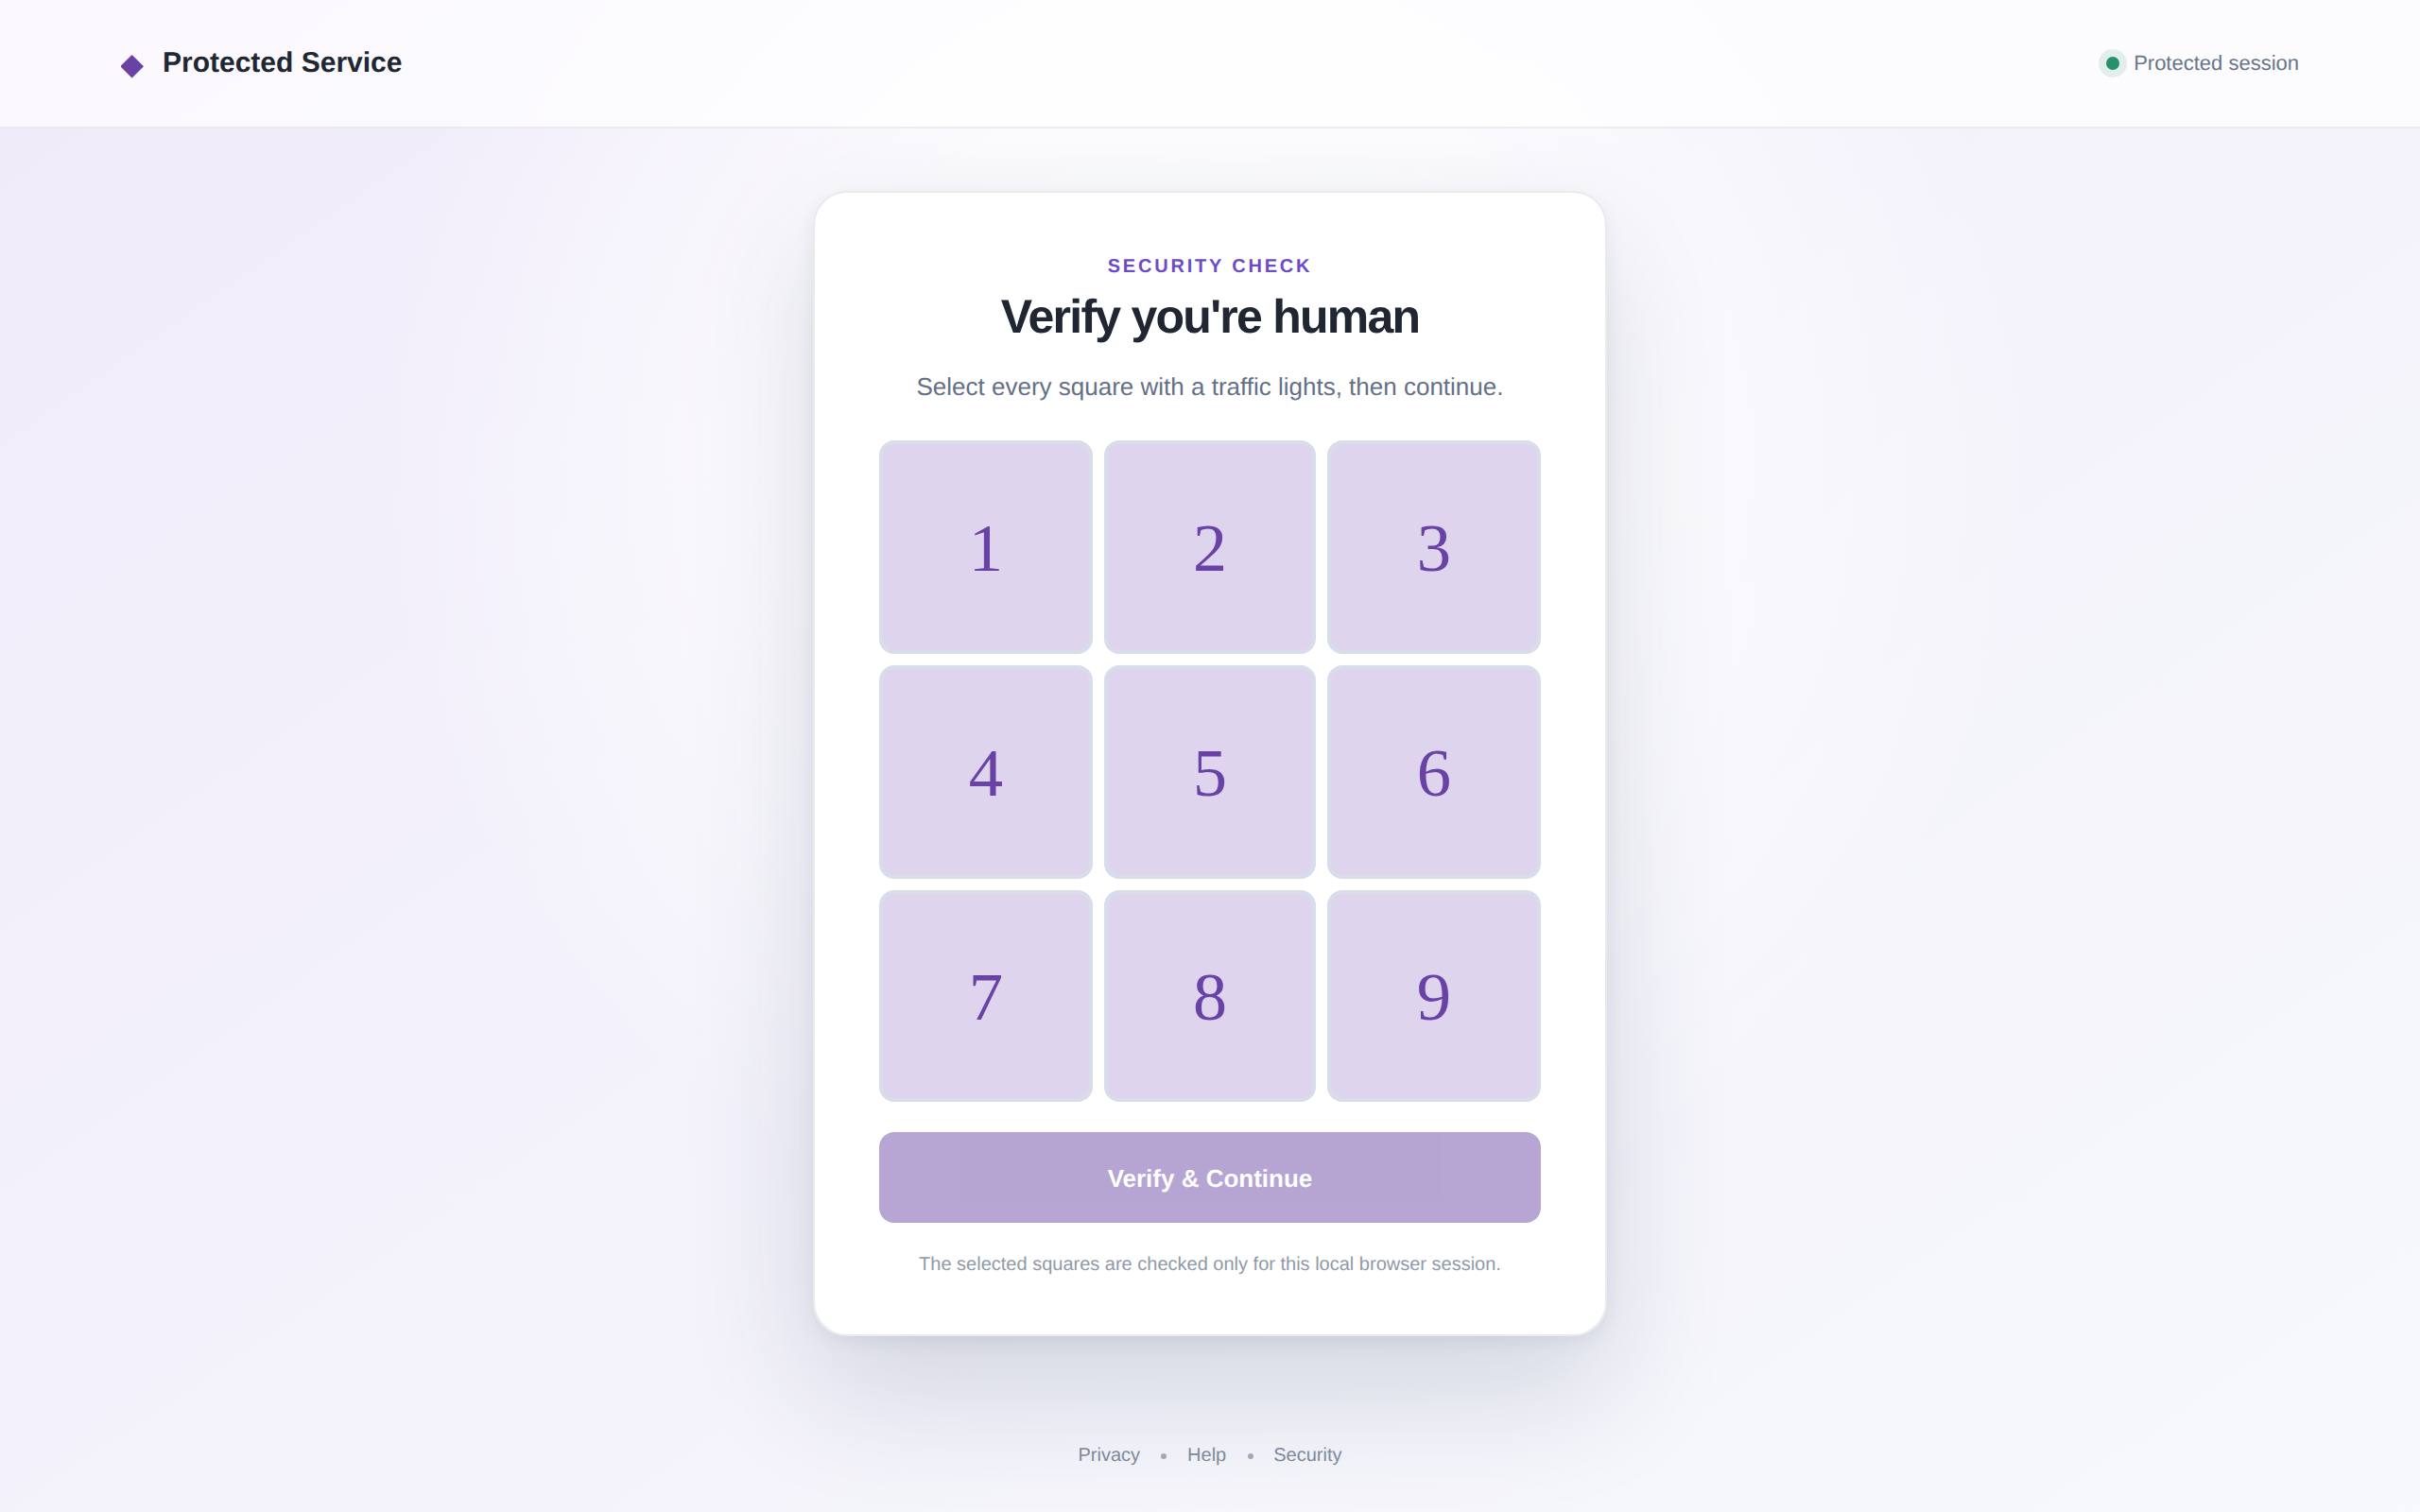 Protected Service
Protected session
SECURITY CHECK
Verify you're human
Select every square with a traffic lights, then continue.
1 2 3
4 5 6
7 8 9
Verify & Continue
The selected squares are checked only for this local browser session.
Privacy • Help • Security